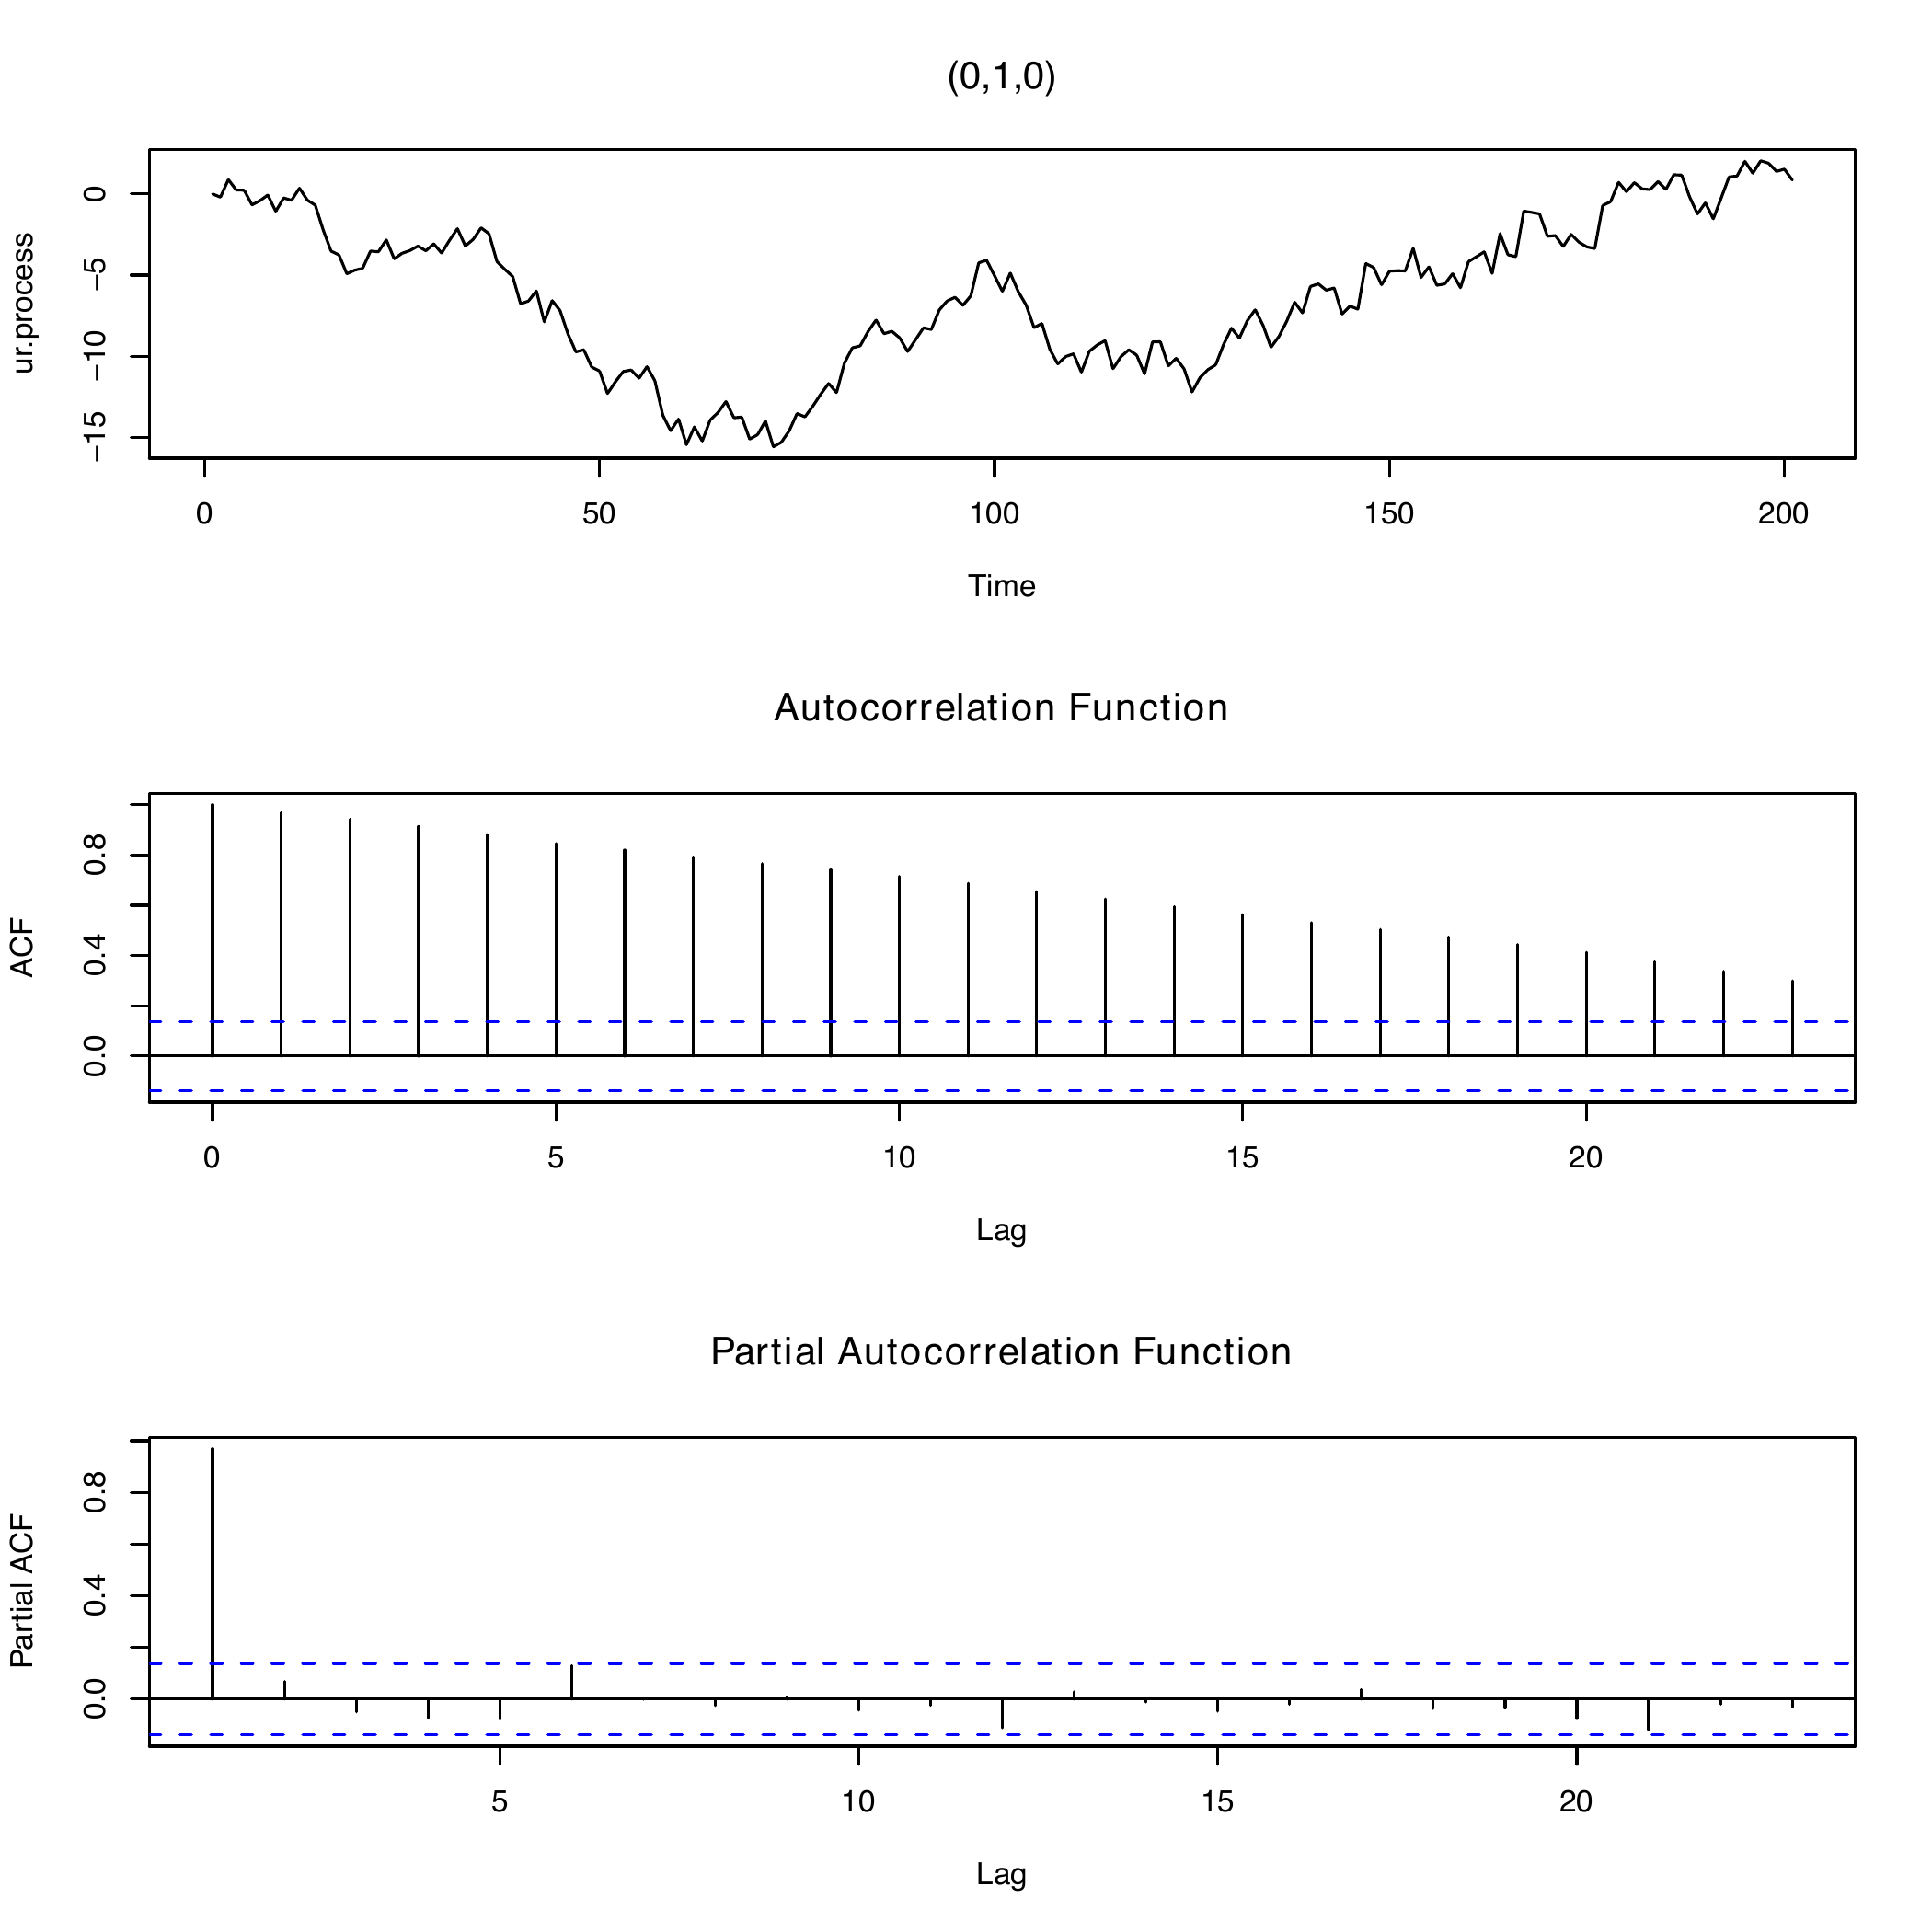 (0,1,0)
ur.process
0
−5
−10
−15
0 50 100 150 200
Time
Autocorrelation Function
ACF
0.8
0.4
0.0
0 5 10 15 20
Lag
Partial Autocorrelation Function
Partial ACF
0.8
0.4
0.0
5 10 15 20
Lag